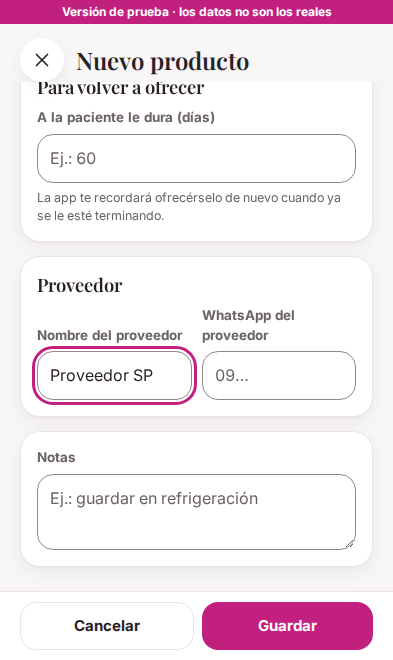 Versión de prueba · los datos no son los reales
Nuevo producto
Para volver a ofrecer
A la paciente le dura (días)
Ej.: 60
La app te recordará ofrecérselo de nuevo cuando ya
se le esté terminando.
Proveedor
Nombre del proveedor
WhatsApp del
proveedor
Proveedor SP
09...
Notas
Ej.: guardar en refrigeración
Cancelar
Guardar